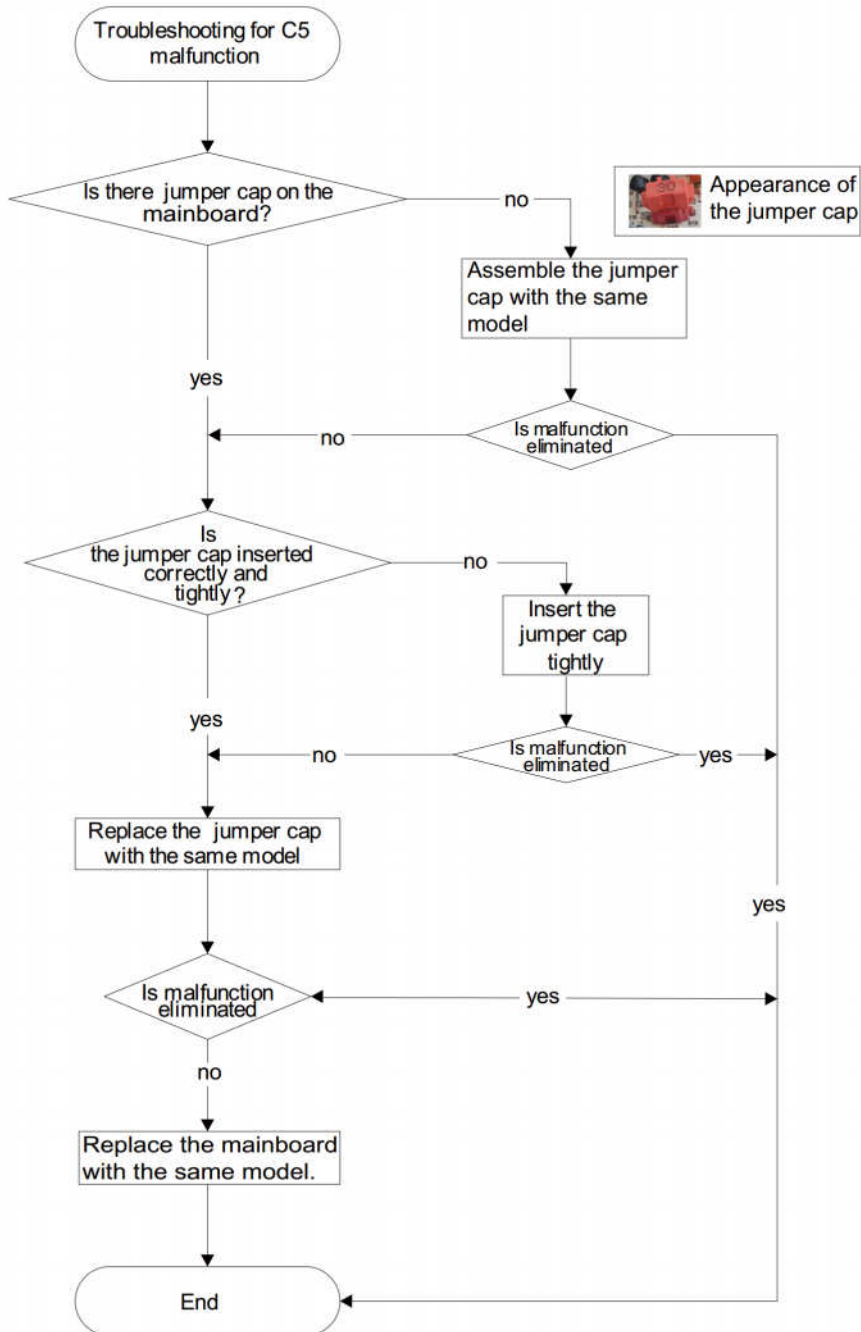 Troubleshooting for C5
malfunction
Is there jumper cap on the
mainboard?
no
Appearance of
the jumper cap
Assemble the jumper
cap with the same
model
yes
Is malfunction
eliminated
no
Is
the jumper cap inserted
correctly and
tightly?
no
Insert the
jumper cap
tightly
yes
Is malfunction
eliminated
no
yes
Replace the jumper cap
with the same model
yes
Is malfunction
eliminated
yes
no
Replace the mainboard
with the same model.
End